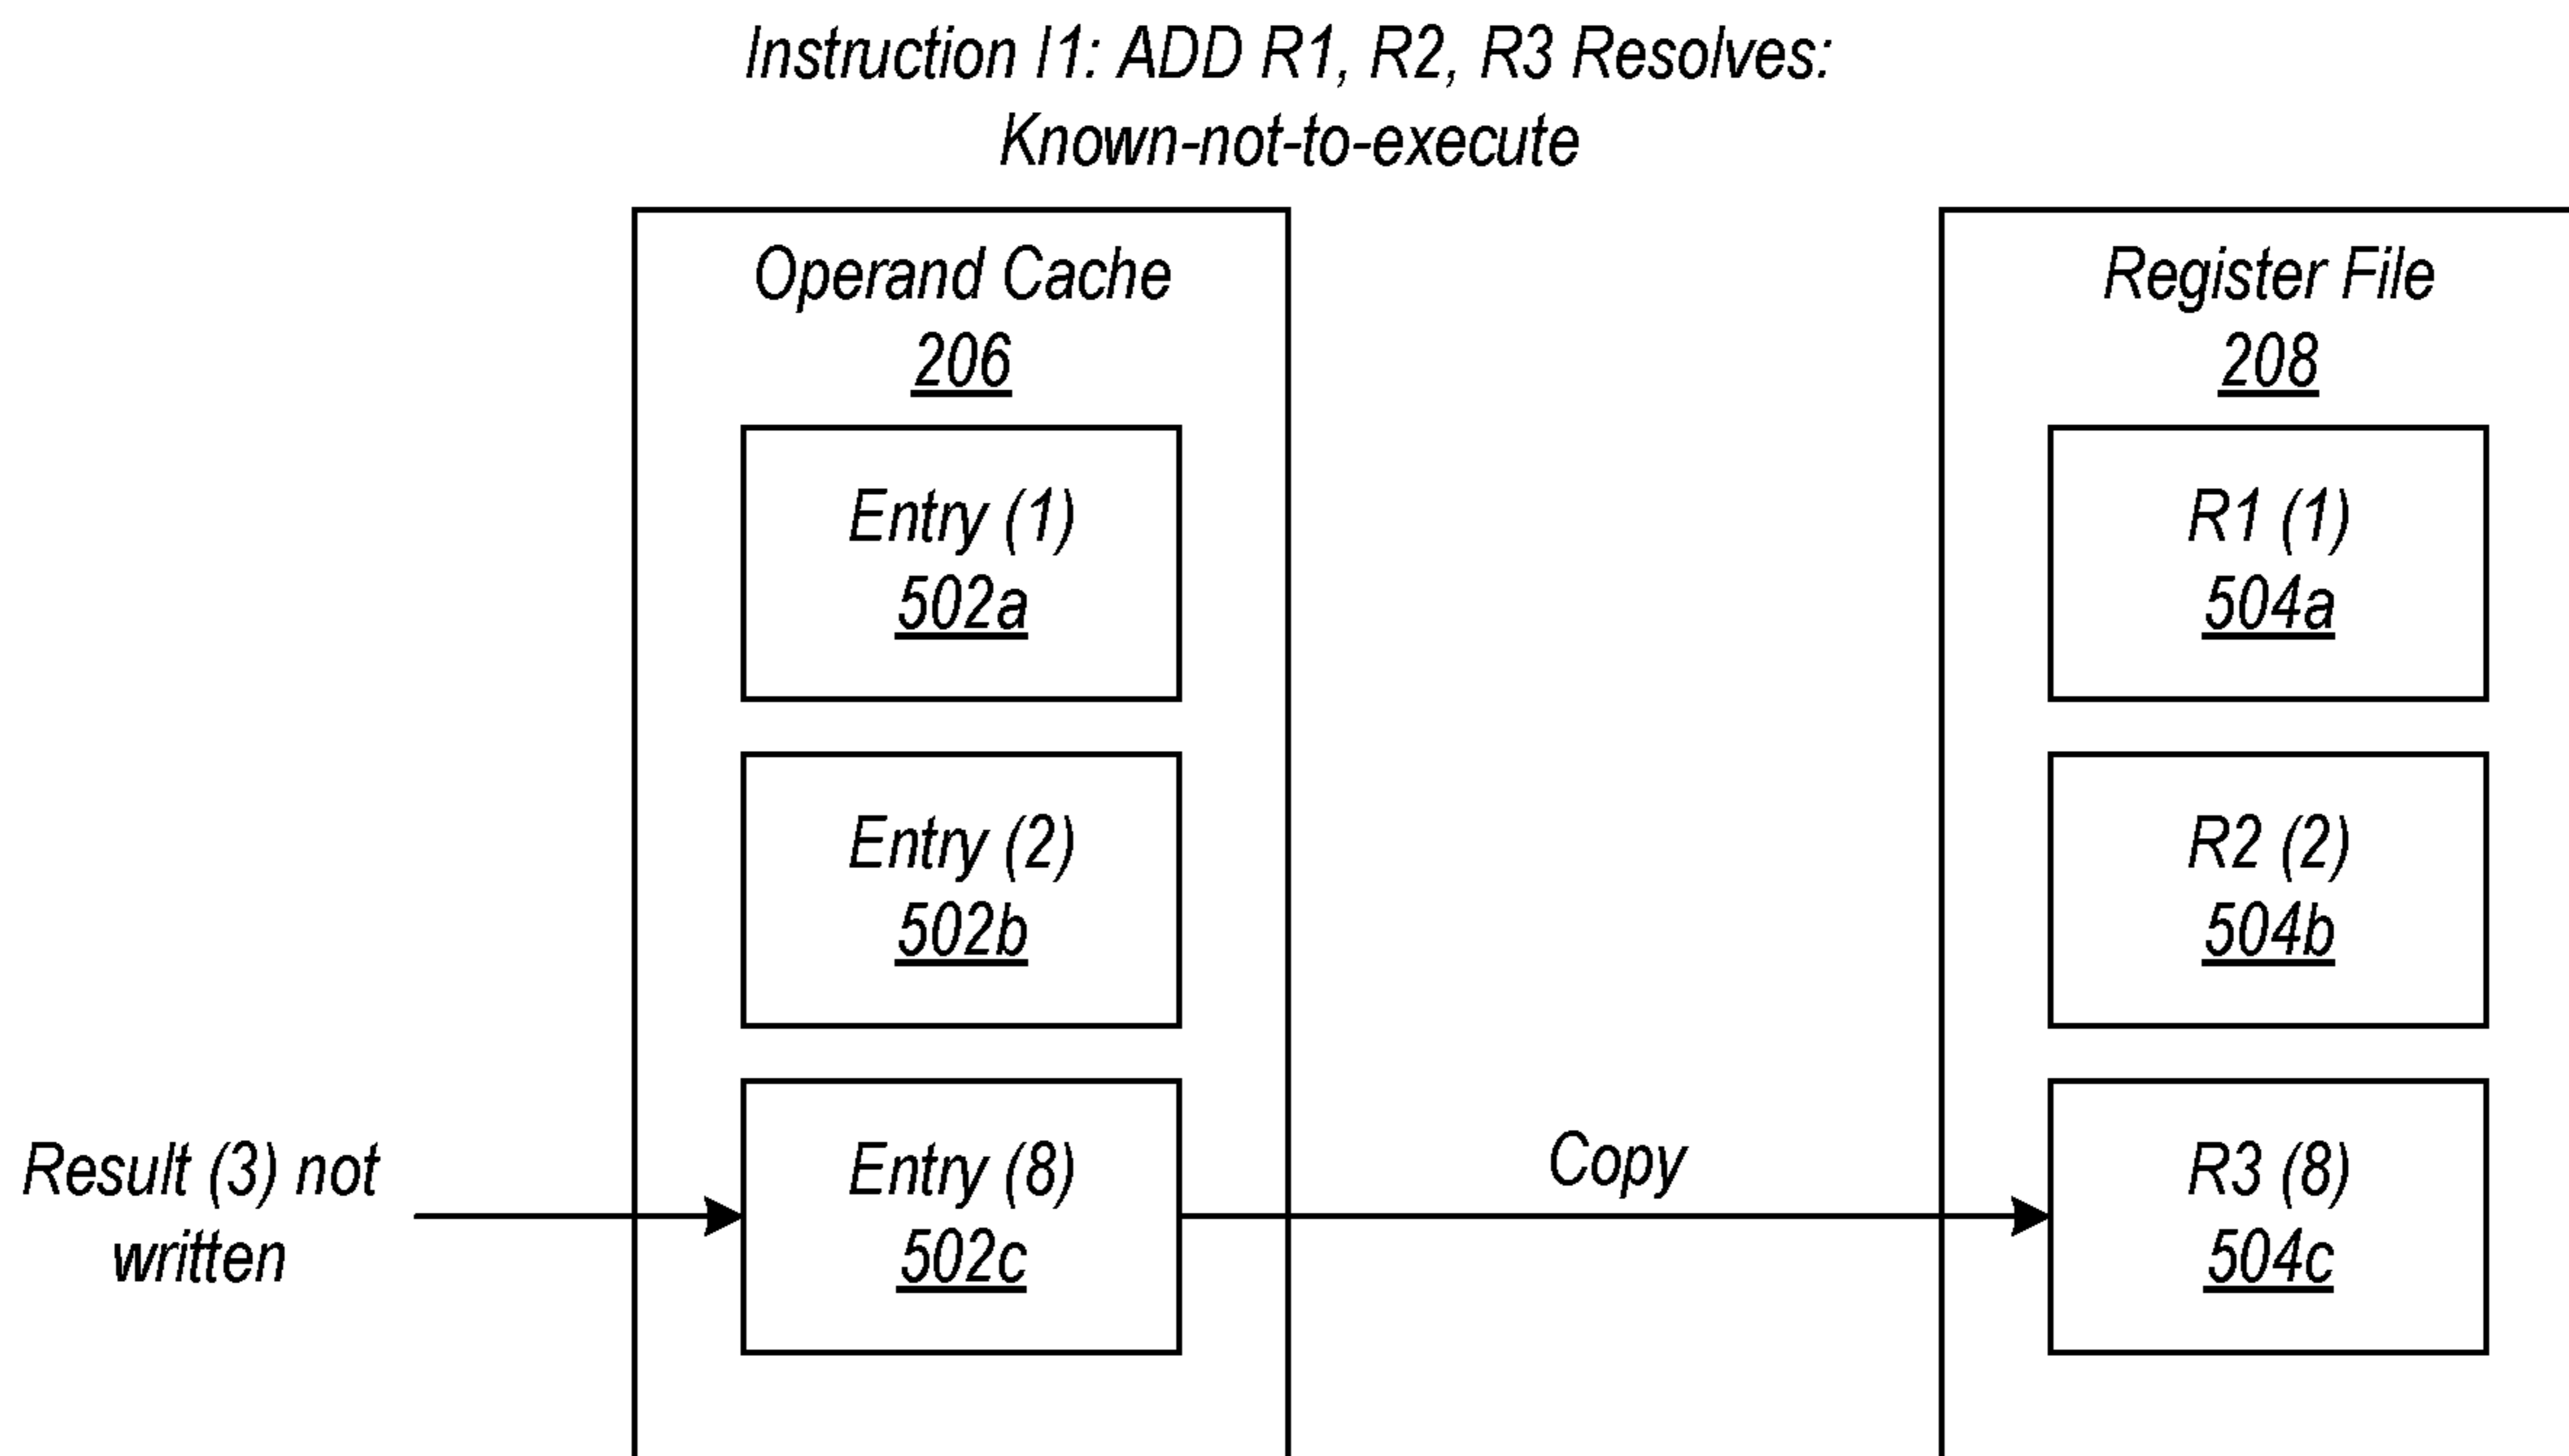 Instruction I1: ADD R1, R2, R3 Resolves:
Known-not-to-execute
Operand Cache
206
Entry (1)
502a
Entry (2)
502b
Entry (8)
502c
Result (3) not
written
Copy
Register File
208
R1 (1)
504a
R2 (2)
504b
R3 (8)
504c